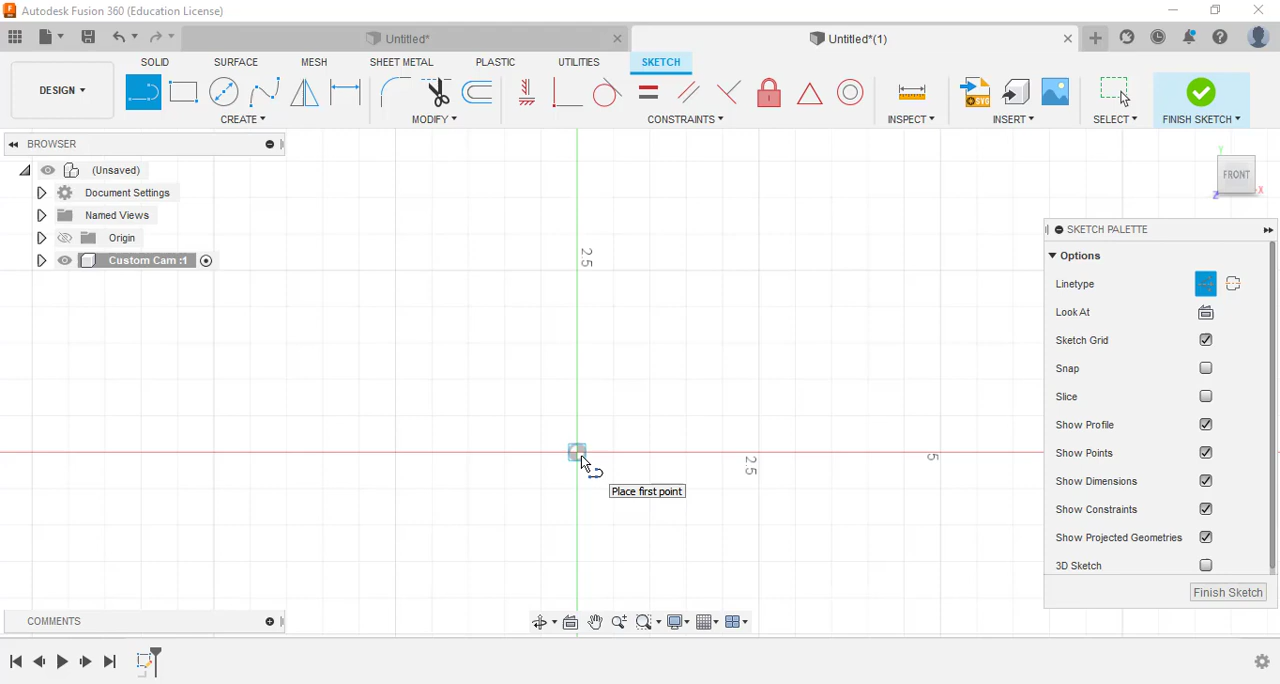 Autodesk Fusion 360 (Education License)
Untitled*
Untitled*(1)
SOLID SURFACE MESH SHEET METAL PLASTIC UTILITIES SKETCH
DESIGN
CREATE MODIFY CONSTRAINTS INSPECT INSERT SELECT FINISH SKETCH
SVG
BROWSER
(Unsaved)
Document Settings
Named Views
Origin
Custom Cam :1
2.5
2.5
5
Place first point
Y
FRONT
X
Z
SKETCH PALETTE
Options
Linetype
Look At
Sketch Grid
Snap
Slice
Show Profile
Show Points
Show Dimensions
Show Constraints
Show Projected Geometries
3D Sketch
Finish Sketch
COMMENTS